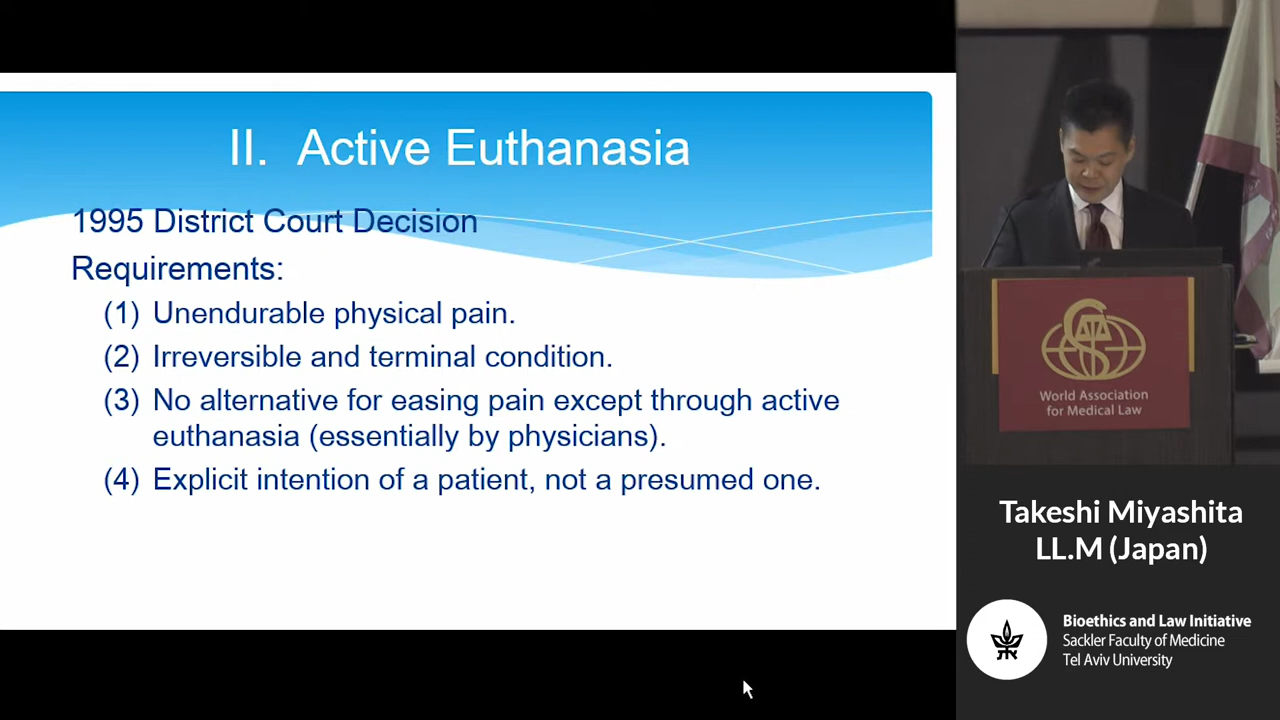 II. Active Euthanasia
1995 District Court Decision
Requirements:
(1) Unendurable physical pain.
(2) Irreversible and terminal condition.
(3) No alternative for easing pain except through active
euthanasia (essentially by physicians).
(4) Explicit intention of a patient, not a presumed one.
World Association
for Medical Law
Takeshi Miyashita
LL.M (Japan)
Bioethics and Law Initiative
Sackler Faculty of Medicine
Tel Aviv University